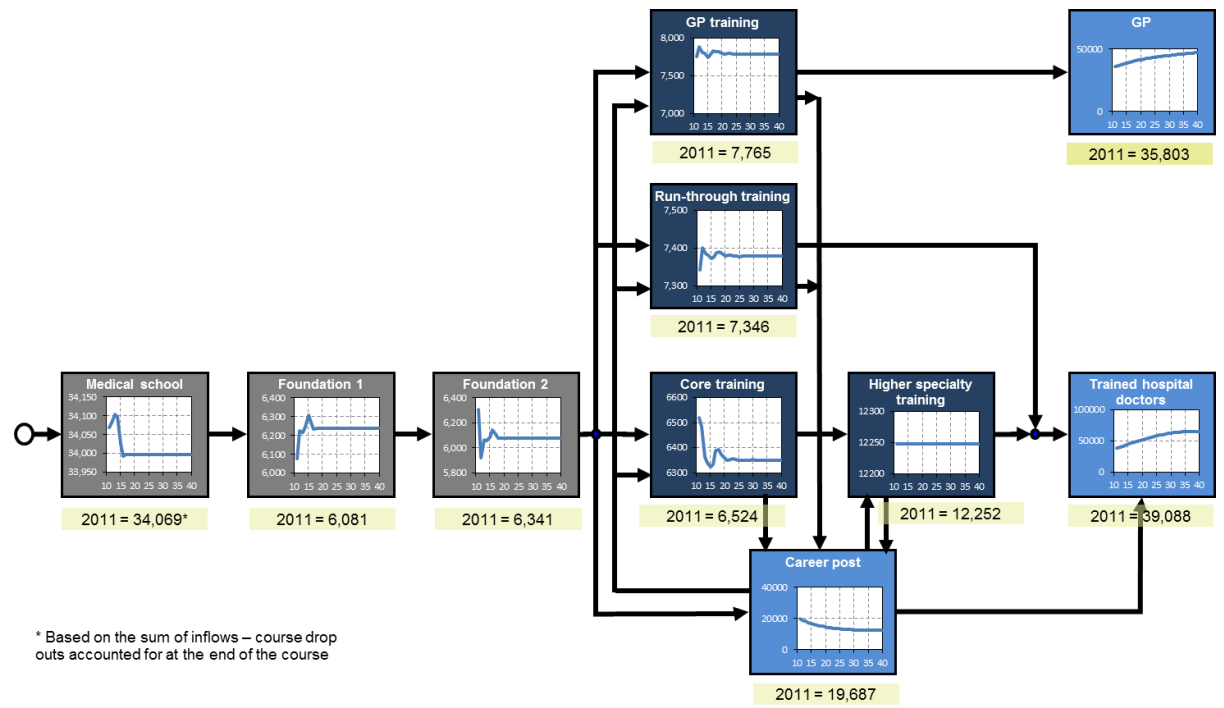 GP training
8,000
7,500
7,000
10 15 20 25 30 35 40
2011 = 7,765
GP
50000
0
10 15 20 25 30 35 40
2011 = 35,803
Run-through training
7,500
7,400
7,300
10 15 20 25 30 35 40
2011 = 7,346
Medical school
34,150
34,100
34,050
34,000
33,950
10 15 20 25 30 35 40
2011 = 34,069*
Foundation 1
6,400
6,300
6,200
6,100
6,000
10 15 20 25 30 35 40
2011 = 6,081
Foundation 2
6,400
6,200
6,000
5,800
10 15 20 25 30 35 40
2011 = 6,341
Core training
6600
6500
6400
6300
10 15 20 25 30 35 40
2011 = 6,524
Higher specialty
training
12300
12250
12200
10 15 20 25 30 35 40
2011 = 12,252
Trained hospital
doctors
100000
50000
0
10 15 20 25 30 35 40
2011 = 39,088
Career post
40000
20000
0
10 15 20 25 30 35 40
2011 = 19,687
* Based on the sum of inflows – course drop
outs accounted for at the end of the course